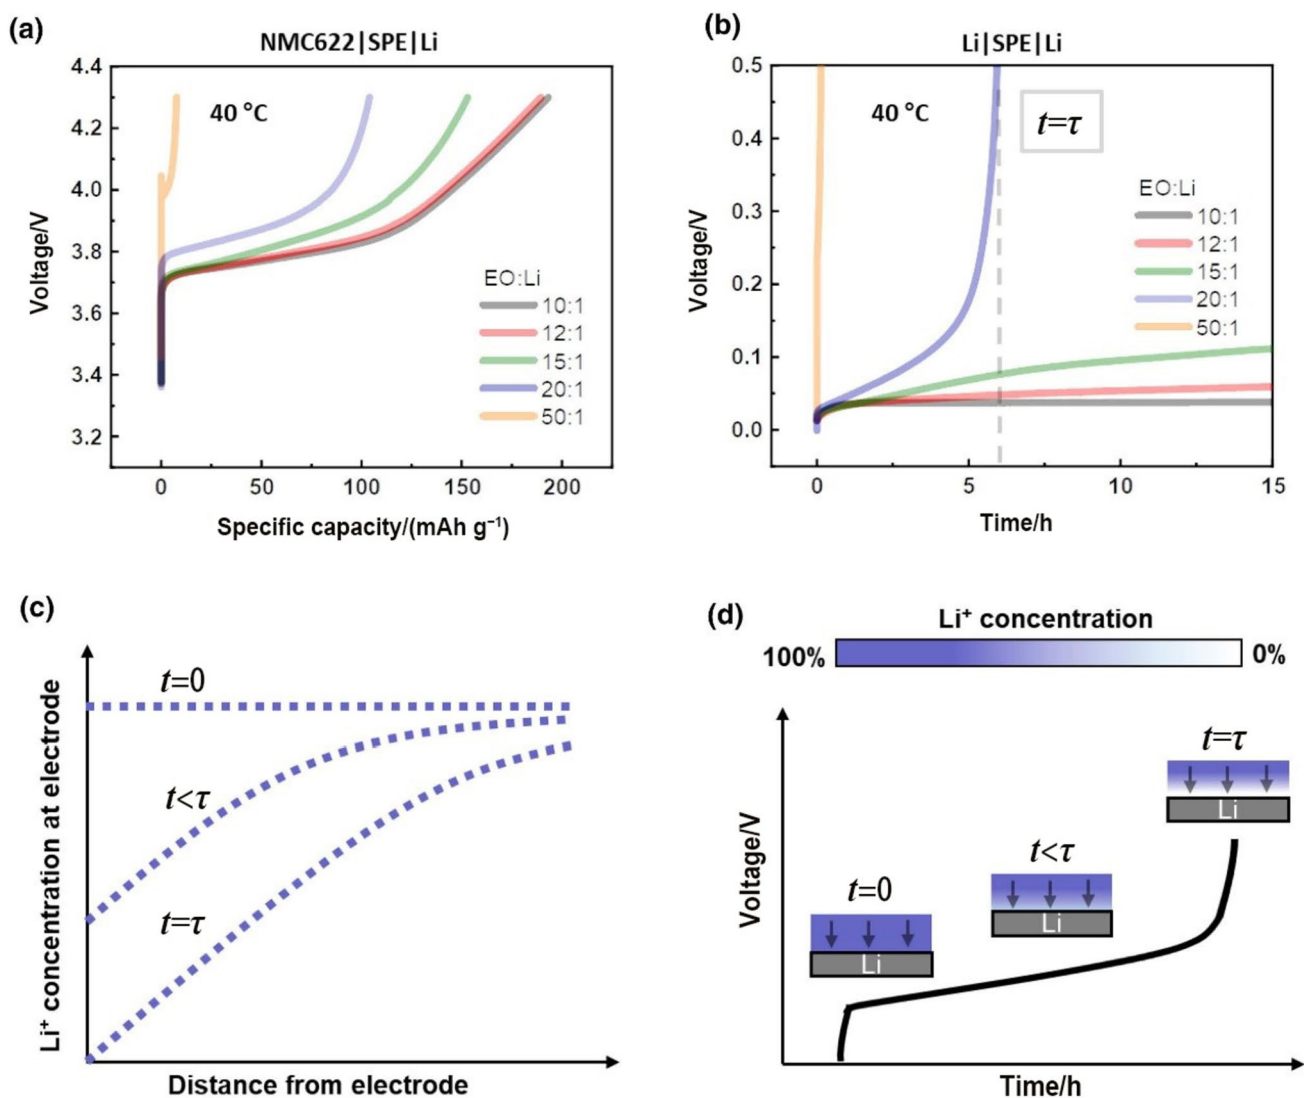 (a)
NMC622|SPE|Li
4.4
4.2
4.0
3.8
3.6
3.4
3.2
Voltage/V
40 °C
EO:Li
10:1
12:1
15:1
20:1
50:1
0
50
100
150
200
Specific capacity/(mAh g⁻¹)
(b)
Li|SPE|Li
0.5
0.4
0.3
0.2
0.1
0.0
Voltage/V
40 °C
t=τ
EO:Li
10:1
12:1
15:1
20:1
50:1
0
5
10
15
Time/h
(c)
Li⁺ concentration at electrode
t=0
t<τ
t=τ
Distance from electrode
(d)
Li⁺ concentration
100%
0%
Voltage/V
t=0
Li
t<τ
Li
t=τ
Li
Time/h